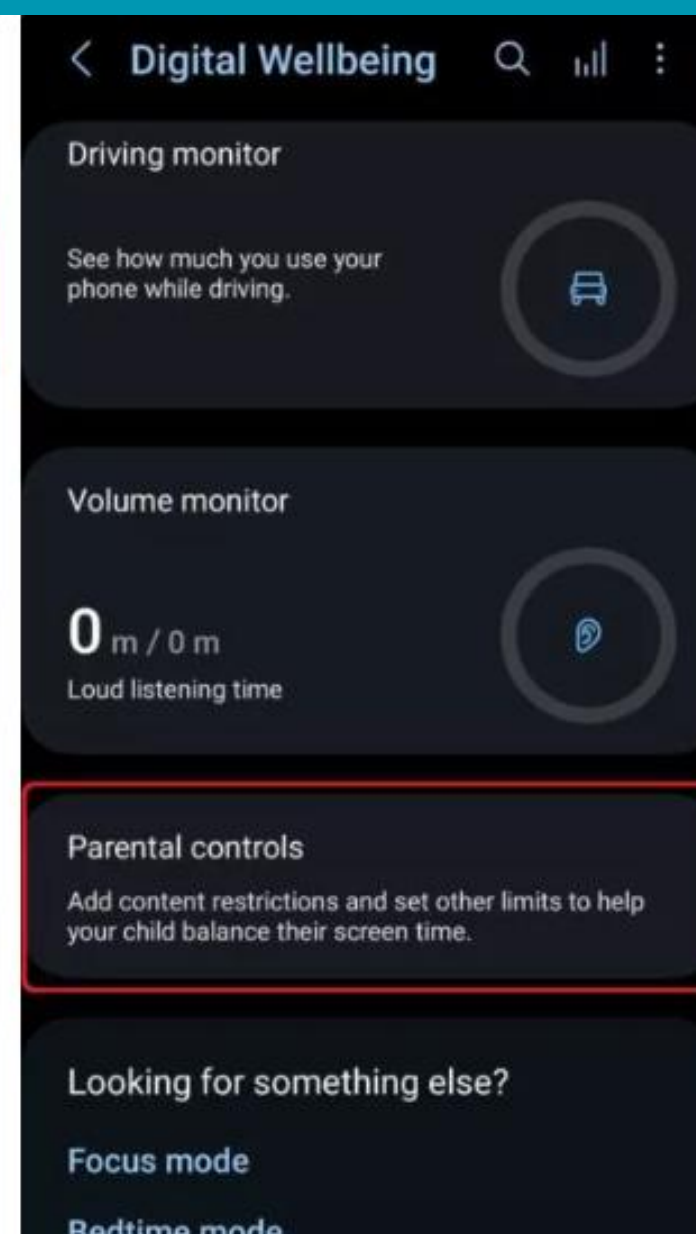 Digital Wellbeing
Driving monitor
See how much you use your
phone while driving.
Volume monitor
0 m / 0 m
Loud listening time
Parental controls
Add content restrictions and set other limits to help
your child balance their screen time.
Looking for something else?
Focus mode
Bedtime mode